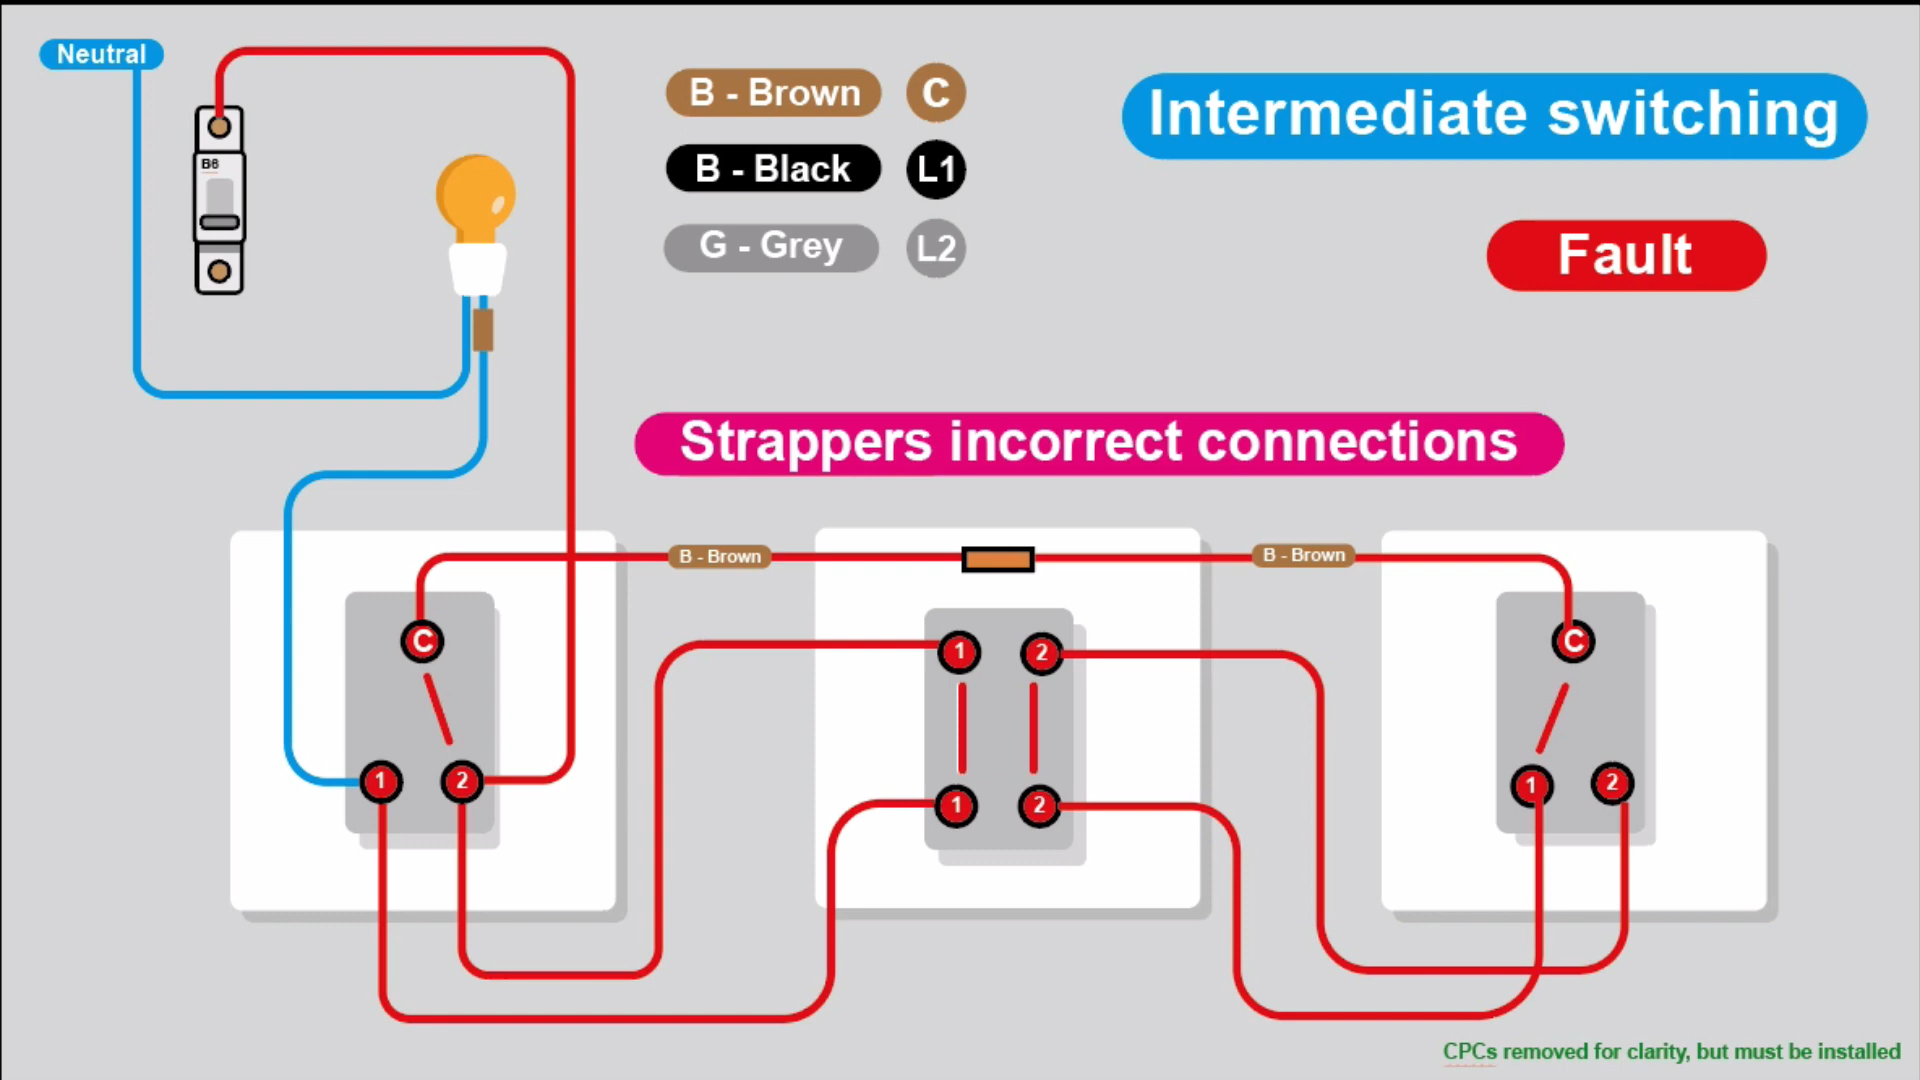 Neutral
B6
B - Brown
C
B - Black
L1
G - Grey
L2
Intermediate switching
Fault
Strappers incorrect connections
B - Brown
B - Brown
C
1
2
1
2
1
2
C
1
2
CPCs removed for clarity, but must be installed